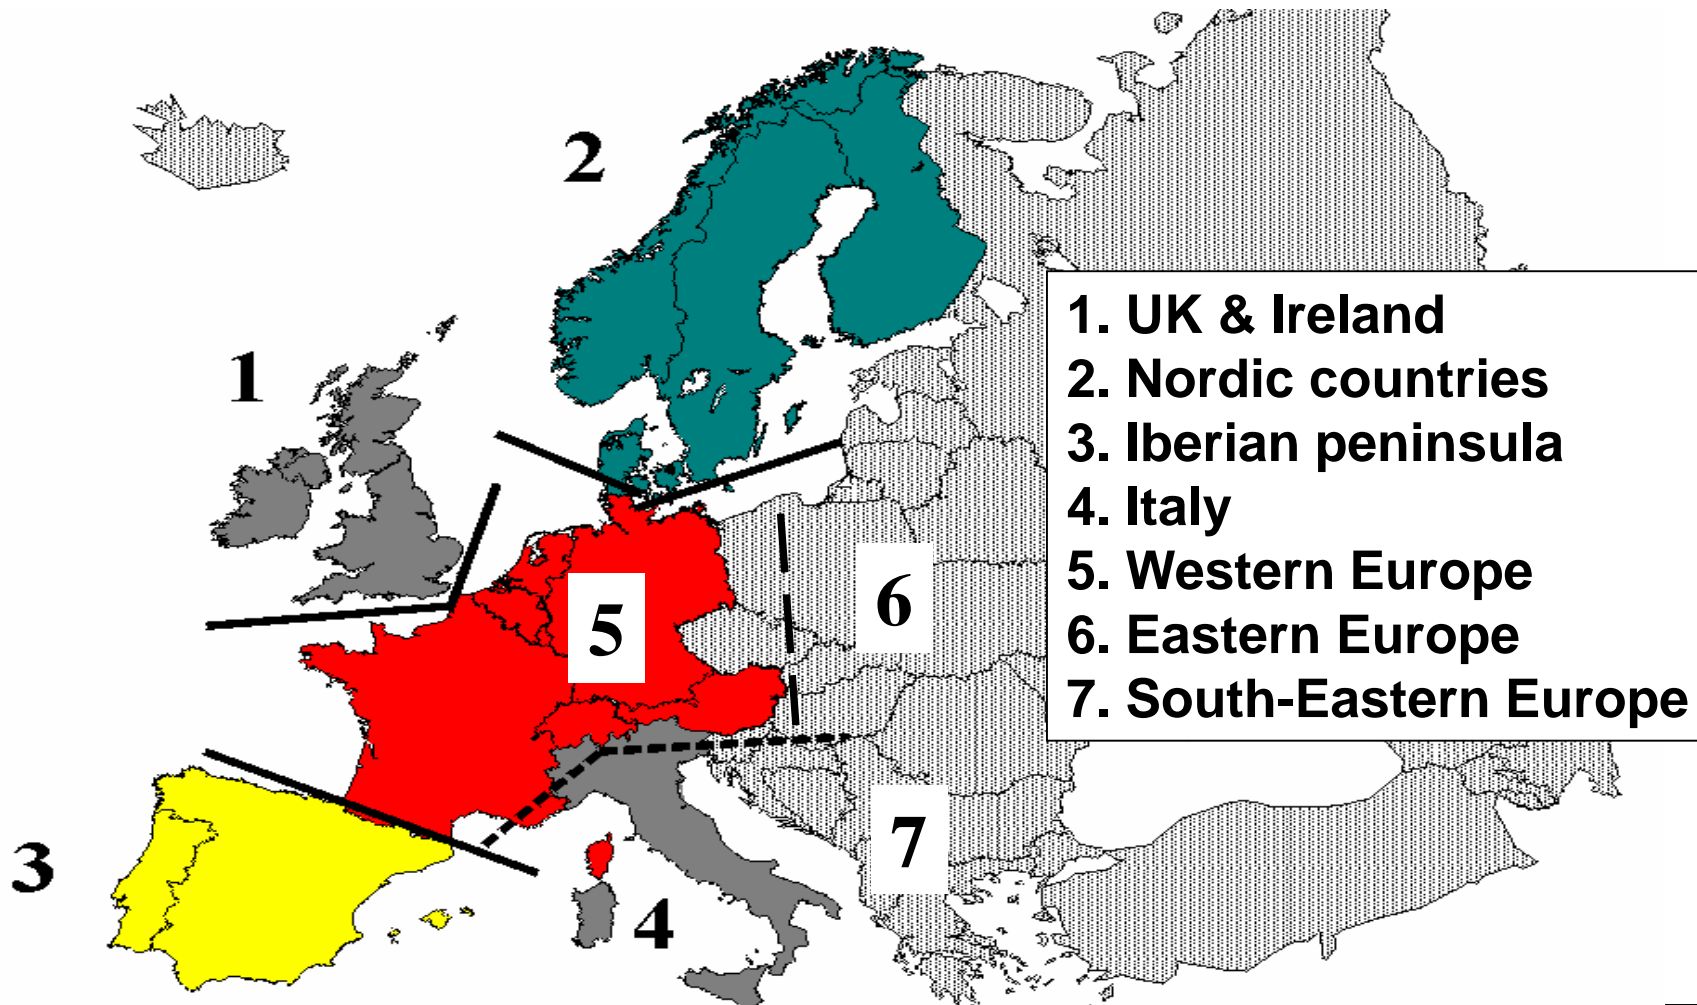 2
1
1. UK & Ireland
2. Nordic countries
3. Iberian peninsula
4. Italy
5. Western Europe
6. Eastern Europe
7. South-Eastern Europe
5
6
7
3
4